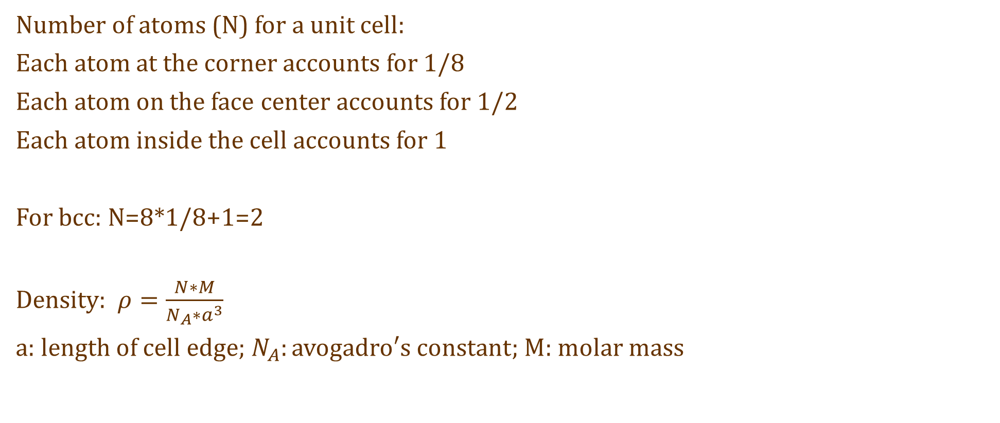 Number of atoms (N) for a unit cell:
Each atom at the corner accounts for 1/8
Each atom on the face center accounts for 1/2
Each atom inside the cell accounts for 1
For bcc: N=8*1/8+1=2
Density: $\rho = \frac{N*M}{N_A*a^3}$
a: length of cell edge; $N_A$: avogadro′s constant; M: molar mass